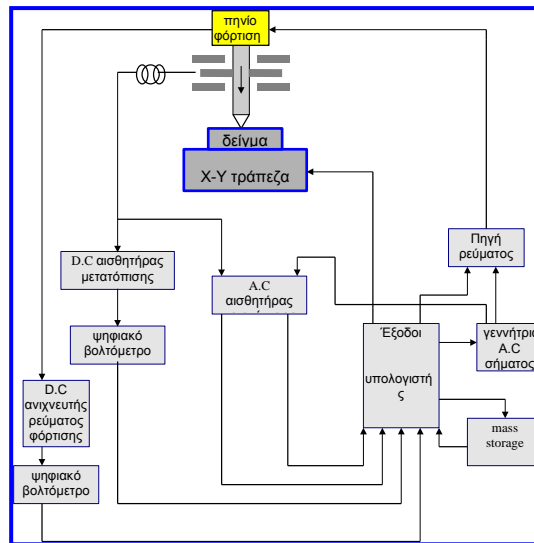 πηνίο
φόρτιση
δείγμα
Χ-Υ τράπεζα
D.C αισθητήρας
μετατόπισης
ψηφιακό
βολτόμετρο
D.C
ανιχνευτής
ρεύματος
φόρτισης
ψηφιακό
βολτόμετρο
A.C
αισθητήρας
Έξοδοι
υπολογιστή
ς
Πηγή
ρεύματος
γεννήτρια
A.C
σήματος
mass
storage